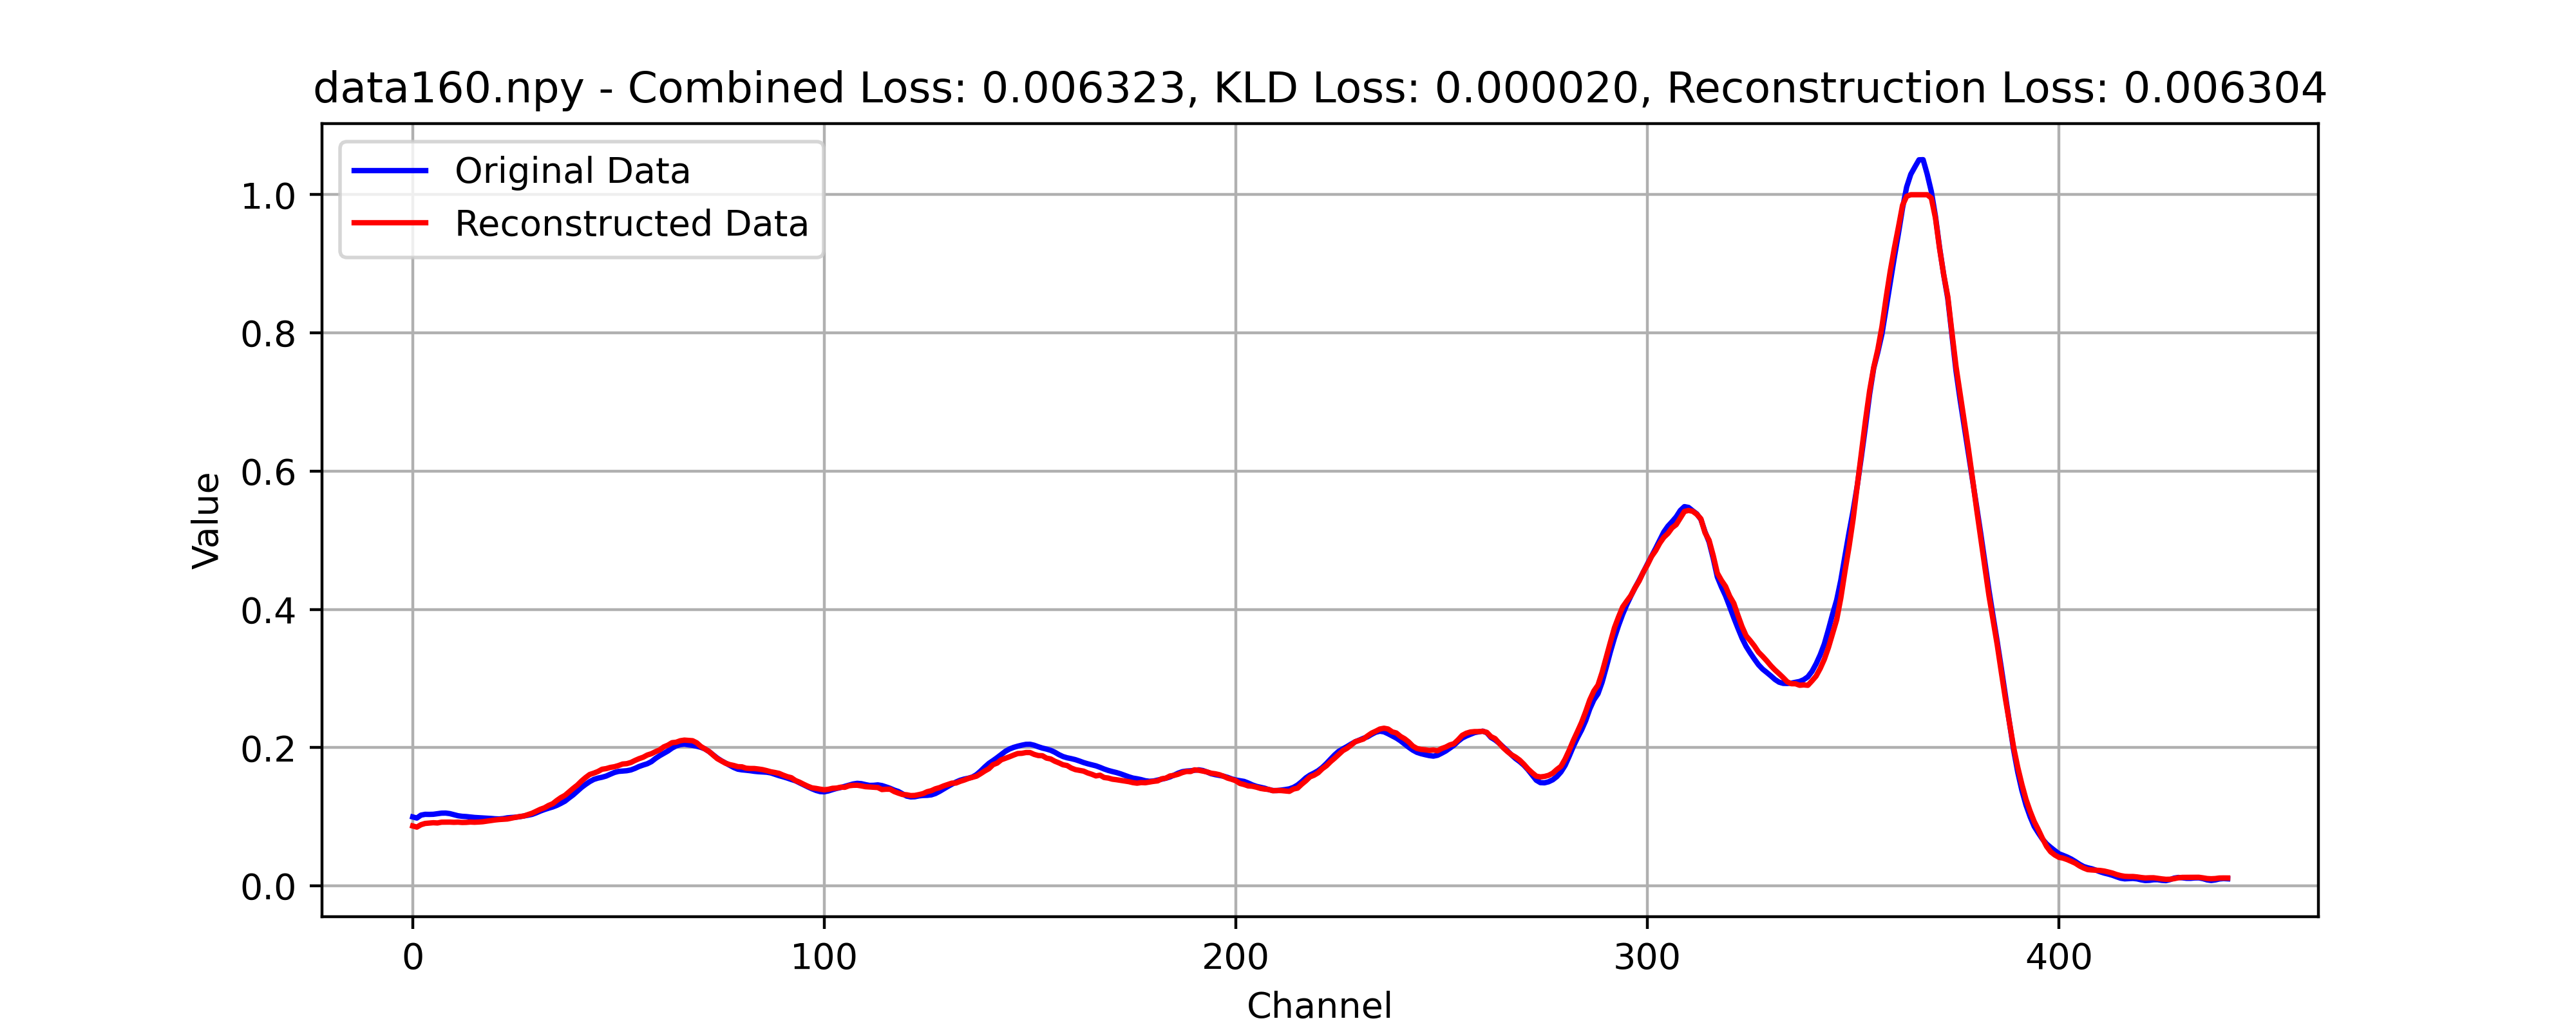 data160.npy - Combined Loss: 0.006323, KLD Loss: 0.000020, Reconstruction Loss: 0.006304
Original Data
Reconstructed Data
1.0
0.8
0.6
0.4
0.2
0.0
Value
0 100 200 300 400
Channel